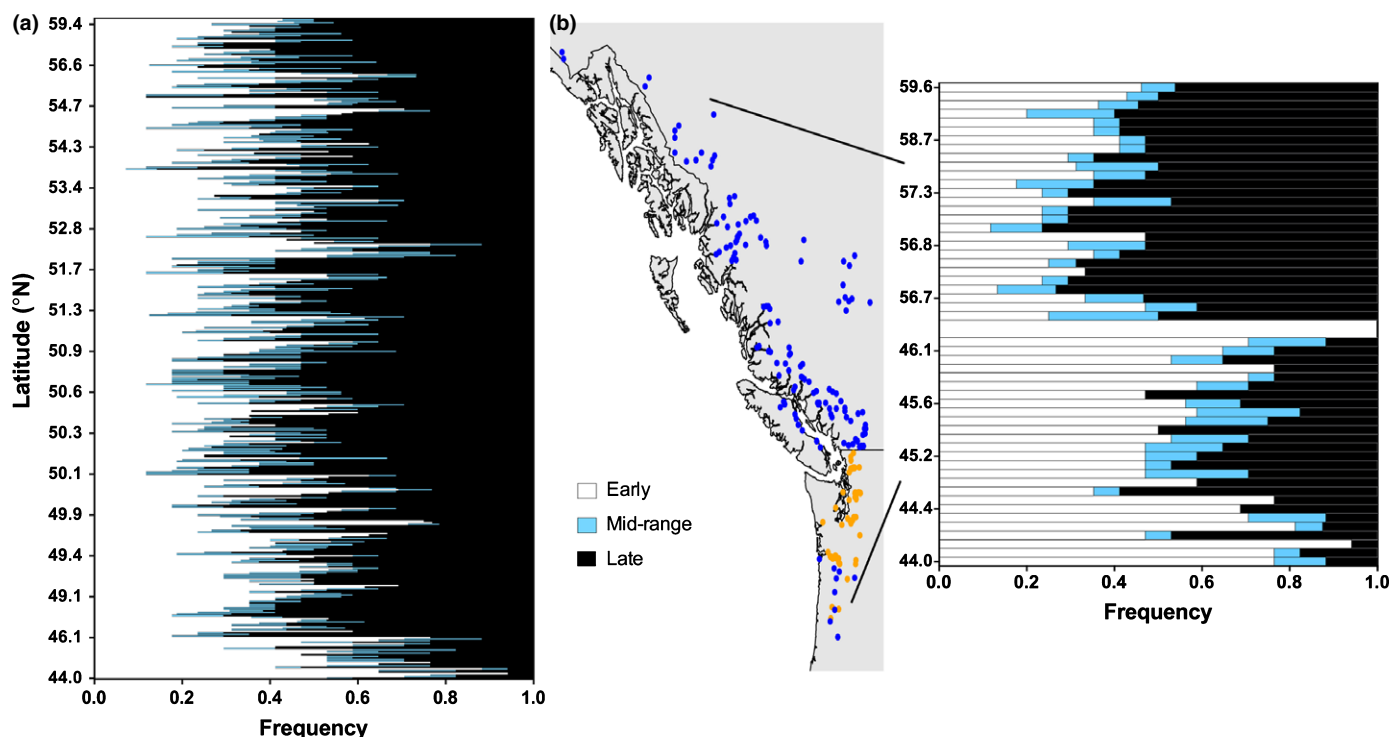 (a)
Latitude (°N)
59.4
56.6
54.7
54.3
53.4
52.8
51.7
51.3
50.9
50.6
50.3
50.1
49.9
49.4
49.1
46.1
44.0
0.0 0.2 0.4 0.6 0.8 1.0
Frequency
(b)
Early
Mid-range
Late
59.6
58.7
57.3
56.8
56.7
46.1
45.6
45.2
44.4
44.0
0.0 0.2 0.4 0.6 0.8 1.0
Frequency